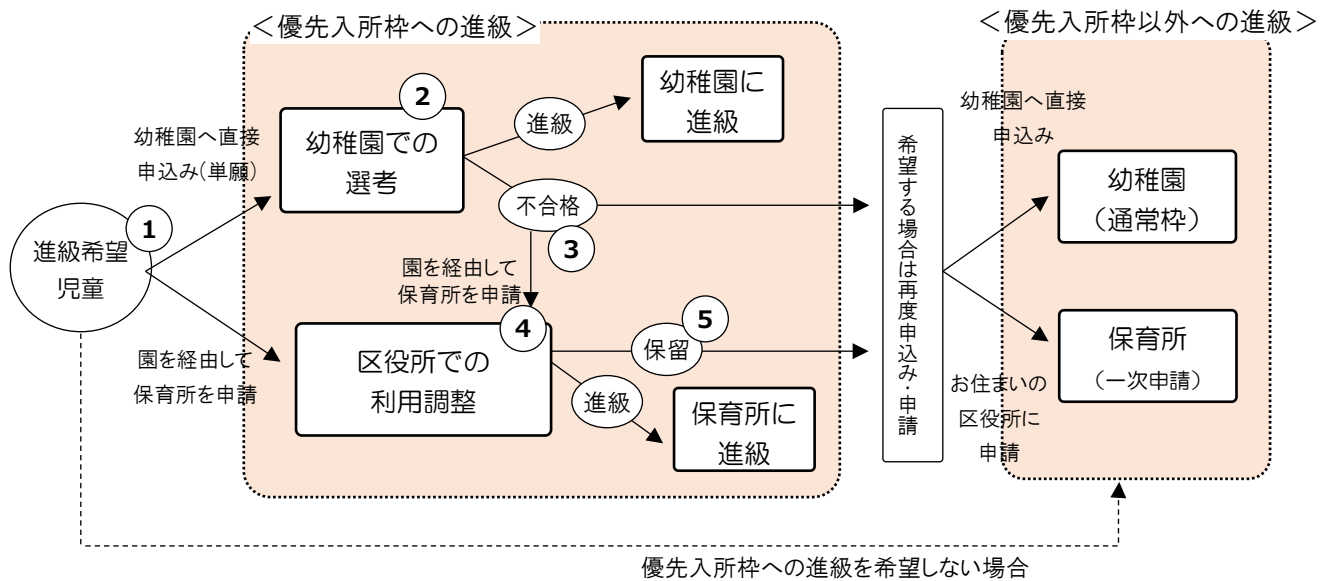 <優先入所枠への進級>
<優先入所枠以外への進級>
幼稚園へ直接
申込み(単願)
①
進級希望
児童
園を経由して
保育所を申請
②
幼稚園での
選考
進級
幼稚園に
進級
不合格
③
園を経由して
保育所を申請
④
区役所での
利用調整
保留
⑤
進級
保育所に
進級
希望する場合は再度申込み・申請
幼稚園へ直接
申込み
幼稚園
(通常枠)
保育所
(一次申請)
お住まいの
区役所に
申請
優先入所枠への進級を希望しない場合